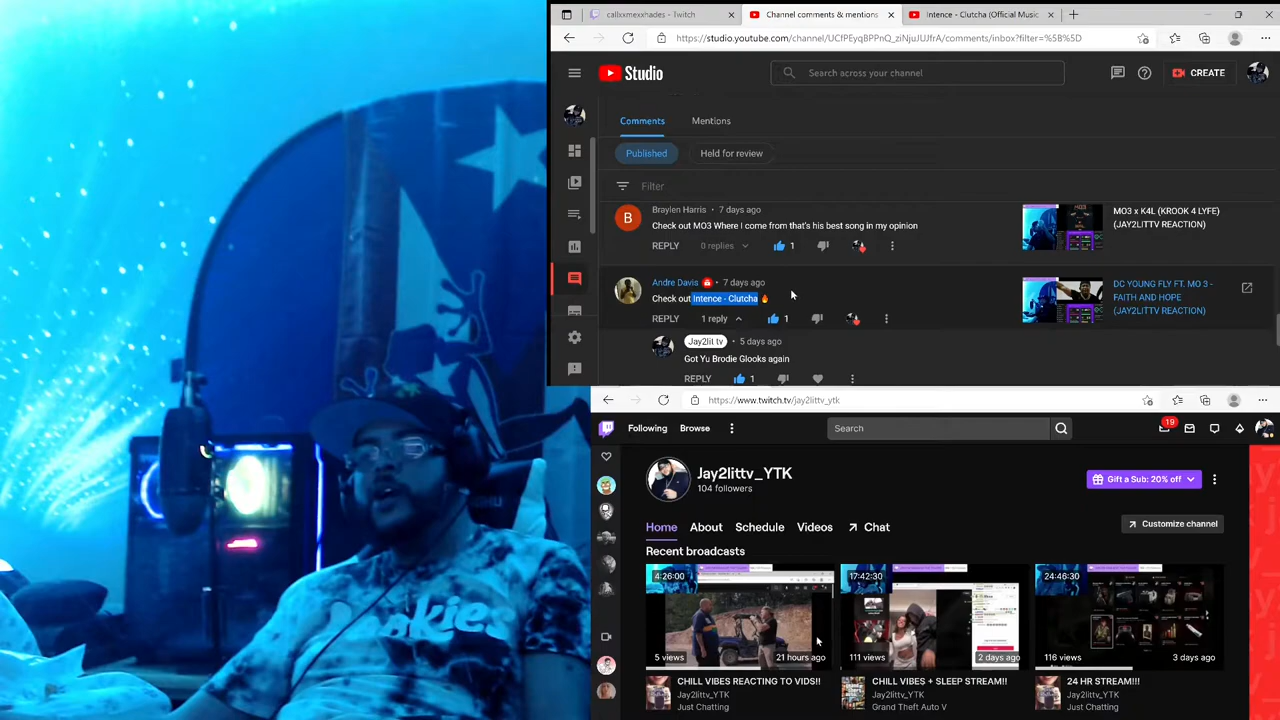 callxxmexxhades - Twitch
Channel comments & mentions
Intence - Clutcha (Official Music
https://studio.youtube.com/channel/UCfPEyqBPPnQ_ziNjuJUJfrA/comments/inbox?filter=%5B%5D
Studio
Search across your channel
CREATE
Comments
Mentions
Published
Held for review
Filter
Braylen Harris • 7 days ago
B
Check out MO3 Where I come from that's his best song in my opinion
REPLY
0 replies
1
MO3 x K4L (KROOK 4 LYFE)
(JAY2LITTV REACTION)
Andre Davis • 7 days ago
Check out Intence - Clutcha 🔥
REPLY
1 reply
1
DC YOUNG FLY FT. MO 3 -
FAITH AND HOPE
(JAY2LITTV REACTION)
Jay2lit tv • 5 days ago
Got Yu Brodie Glooks again
REPLY
1
https://www.twitch.tv/jay2littv_ytk
Following
Browse
Search
19
Jay2littv_YTK
104 followers
Gift a Sub: 20% off
Home
About
Schedule
Videos
Chat
Customize channel
Recent broadcasts
4:26:00
5 views
21 hours ago
CHILL VIBES REACTING TO VIDS!!
Jay2littv_YTK
Just Chatting
17:42:30
111 views
2 days ago
CHILL VIBES + SLEEP STREAM!!
Jay2littv_YTK
Grand Theft Auto V
24:46:30
116 views
3 days ago
24 HR STREAM!!!
Jay2littv_YTK
Just Chatting